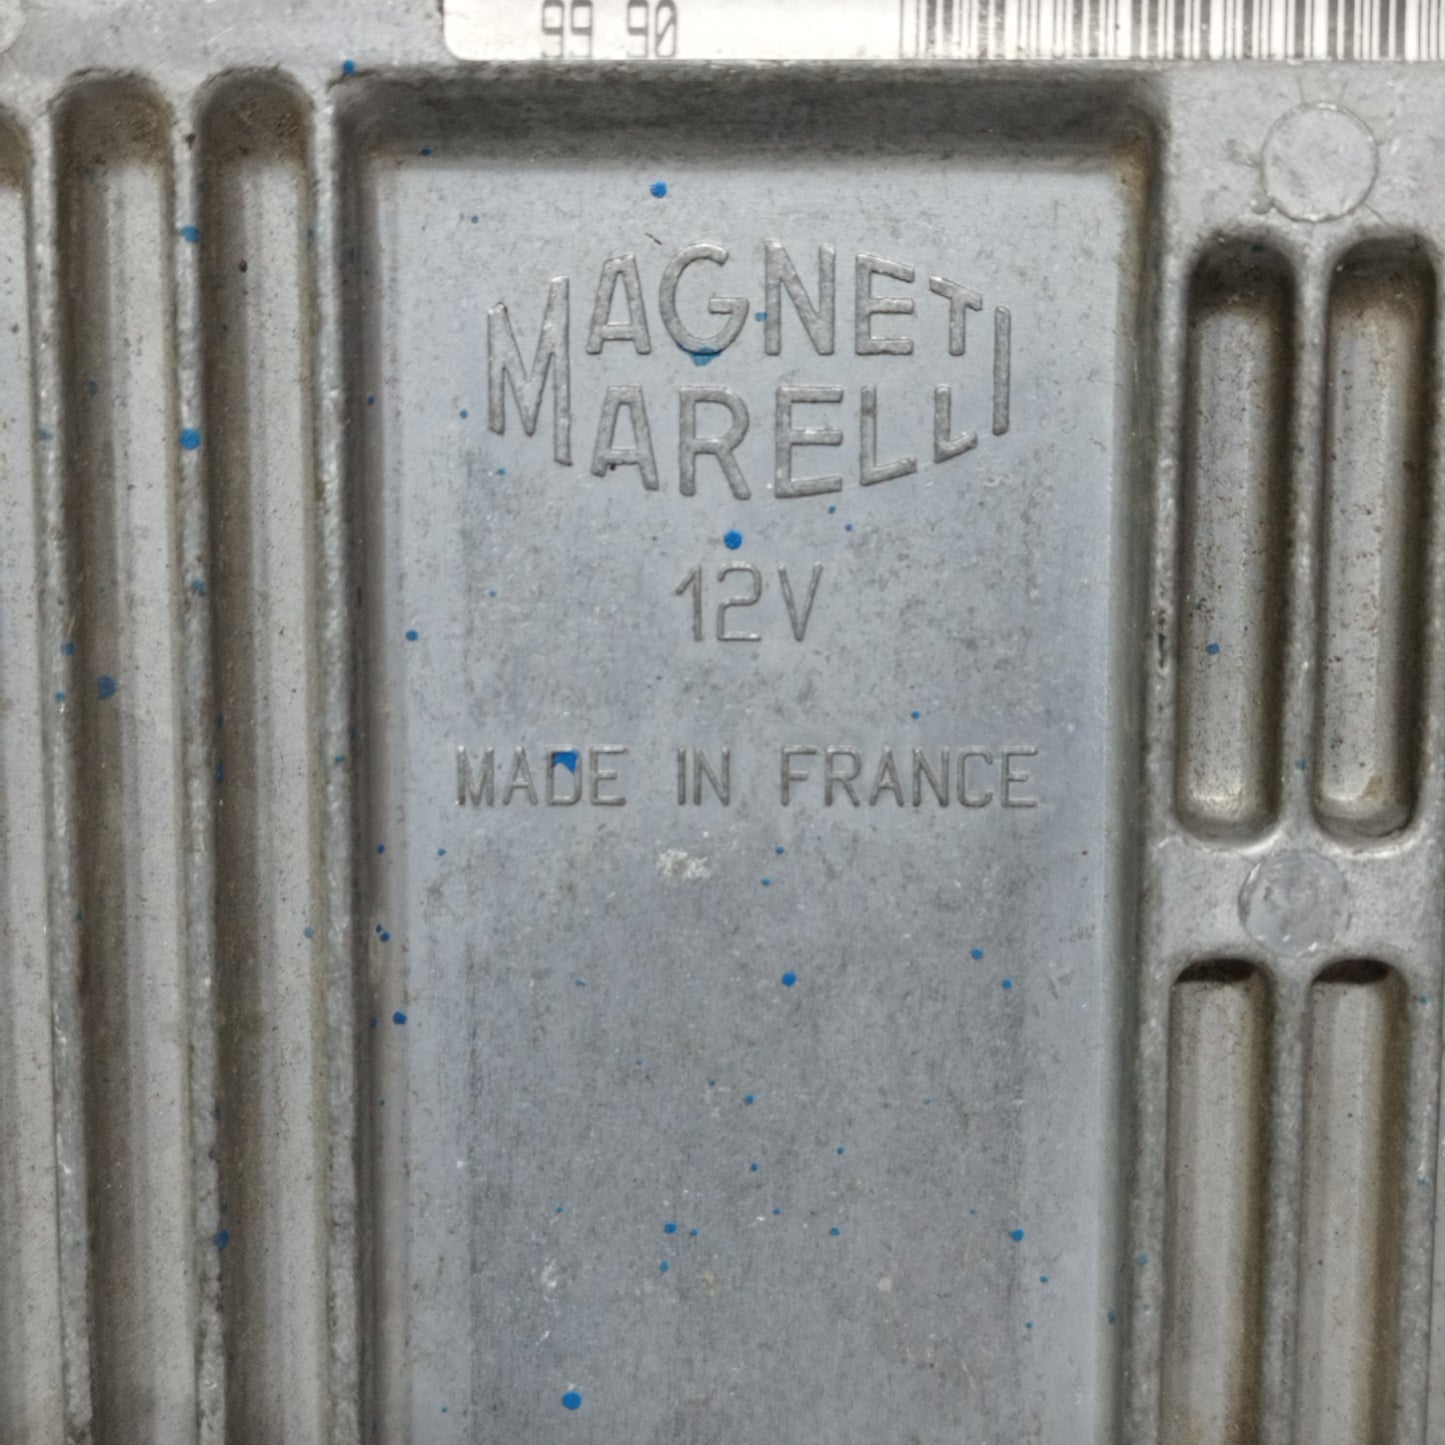 99 90
MAGNETI
MARELLI
12V
MADE IN FRANCE